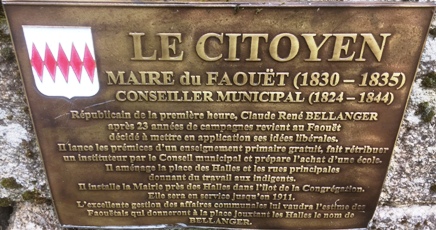 LE CITOYEN
MAIRE du FAOUËT (1830 – 1835)
CONSEILLER MUNICIPAL (1824 – 1844)
Républicain de la première heure, Claude René BELLANGER
après 23 années de campagnes revient au Faouët
décidé à mettre en application ses idées libérales.
Il lance les prémices d'un enseignement primaire gratuit, fait rétribuer
un instituteur par le Conseil municipal et prépare l'achat d'une école.
Il aménage la place des Halles et les rues principales
donnant du travail aux indigents.
Il installe la Mairie près des Halles dans l'îlot de la Congrégation.
Elle sera en service jusqu'en 1911.
L'excellente gestion des affaires communales lui vaudra l'estime des
Faouëtais qui donneront à la place jouxtant les Halles le nom de
BELLANGER.